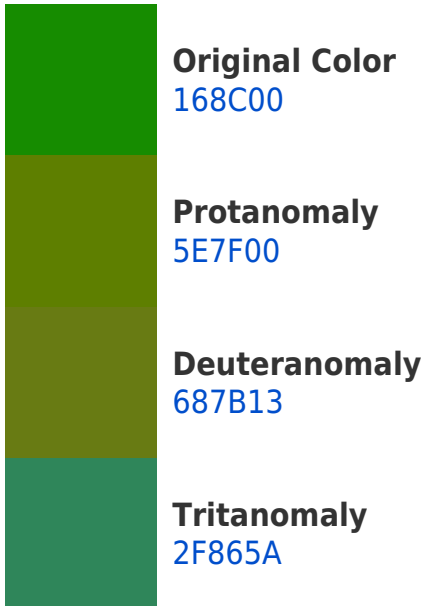 Original Color
168C00
Protanomaly
5E7F00
Deuteranomaly
687B13
Tritanomaly
2F865A